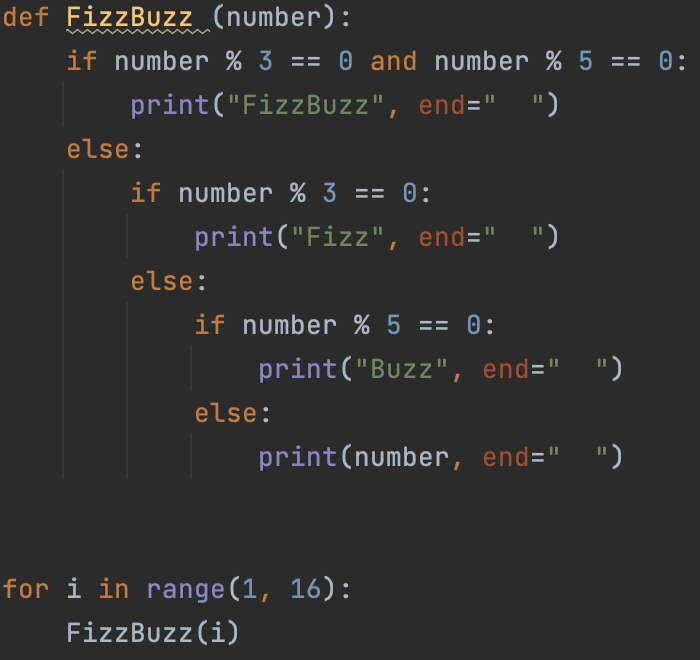 def FizzBuzz (number):
    if number % 3 == 0 and number % 5 == 0:
        print("FizzBuzz", end="  ")
    else:
        if number % 3 == 0:
            print("Fizz", end="  ")
        else:
            if number % 5 == 0:
                print("Buzz", end="  ")
            else:
                print(number, end="  ")
for i in range(1, 16):
    FizzBuzz(i)